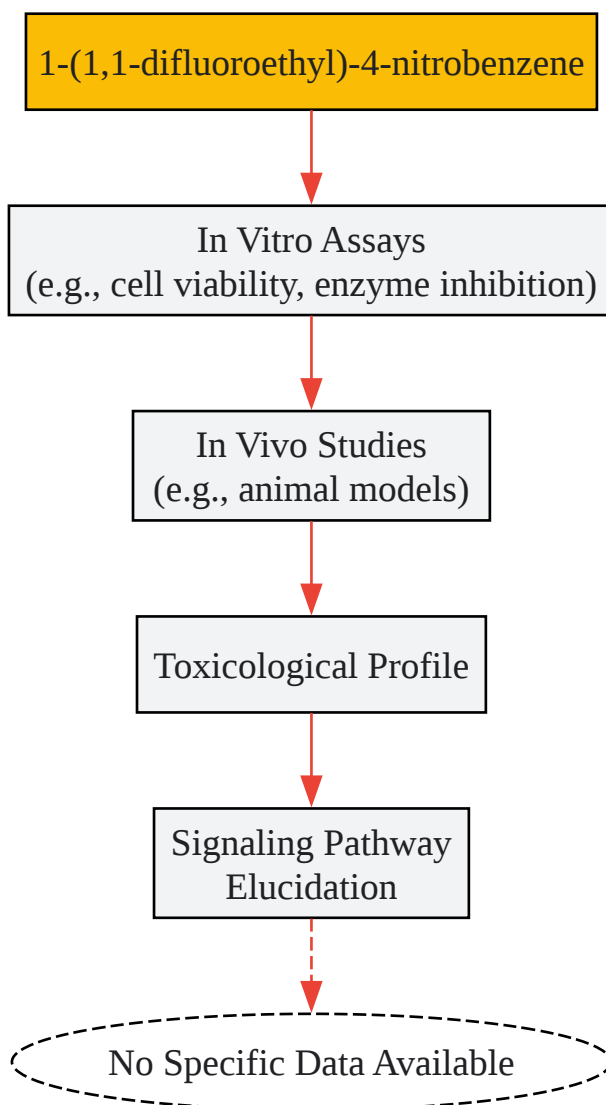 1-(1,1-difluoroethyl)-4-nitrobenzene
In Vitro Assays
(e.g., cell viability, enzyme inhibition)
In Vivo Studies
(e.g., animal models)
Toxicological Profile
Signaling Pathway
Elucidation
No Specific Data Available